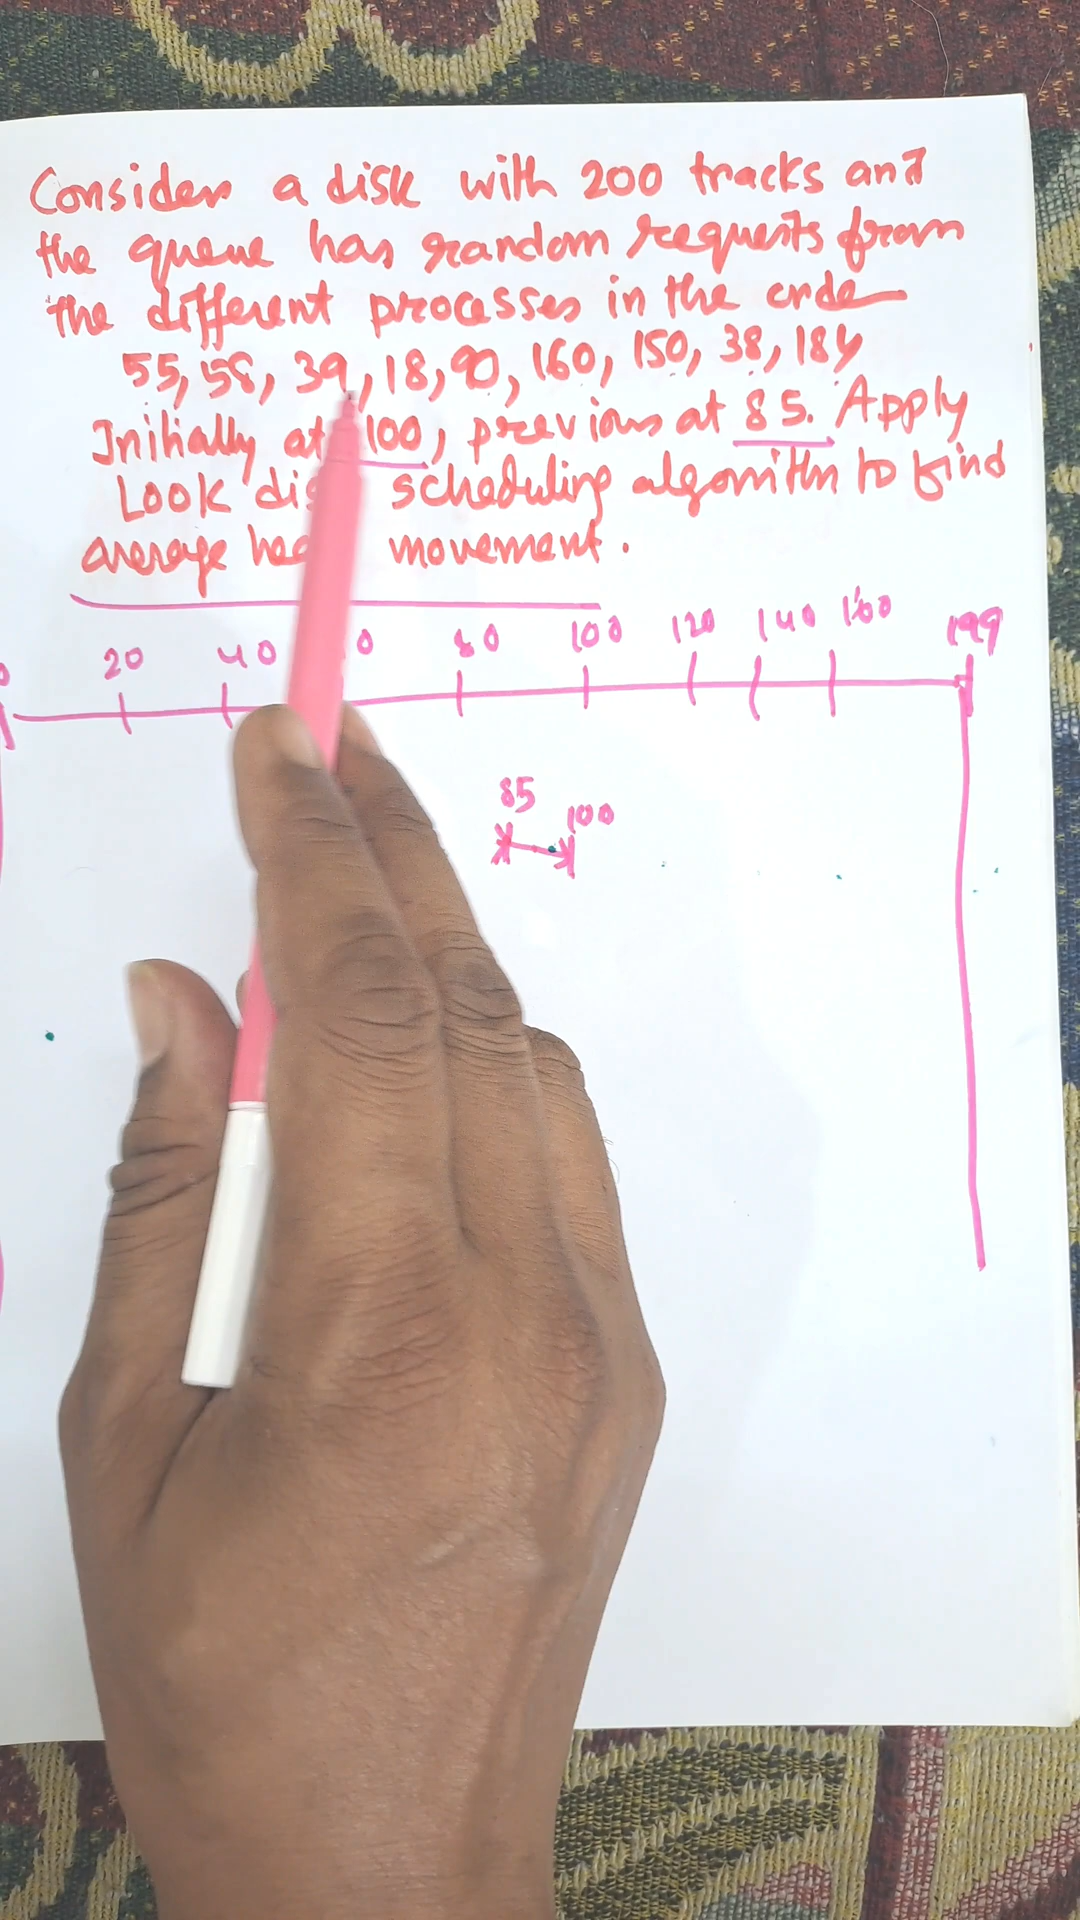 Consider a disk with 200 tracks and
the queue has random requests from
the different processes in the order
55, 58, 39, 18, 90, 160, 150, 38, 184
Initially at 100, previous at 85. Apply
Look scheduling algorithm to find
average movement.
20 40 0 80 100 120 140 160 199
85
100